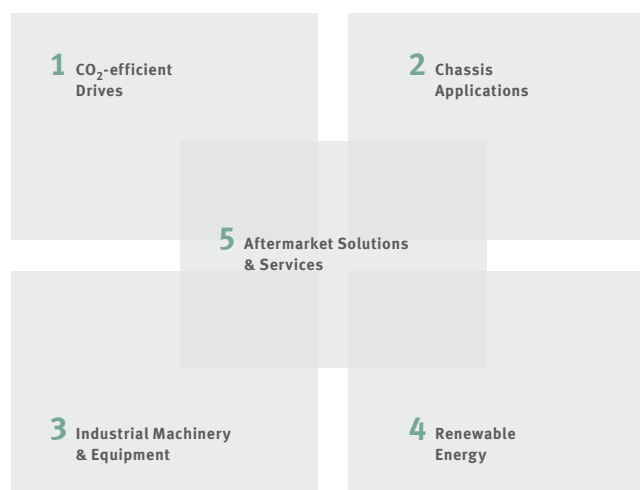 1 CO₂-efficient
Drives
2 Chassis
Applications
5 Aftermarket Solutions
& Services
3 Industrial Machinery
& Equipment
4 Renewable
Energy